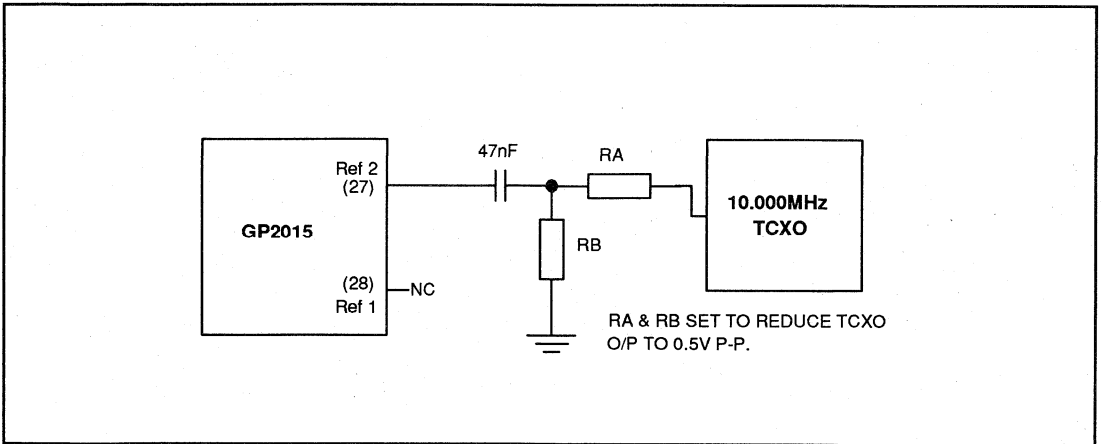 47nF
RA
Ref 2
(27)
10.000MHz
TCXO
GP2015
RB
(28)
NC
Ref 1
RA & RB SET TO REDUCE TCXO
O/P TO 0.5V P-P.